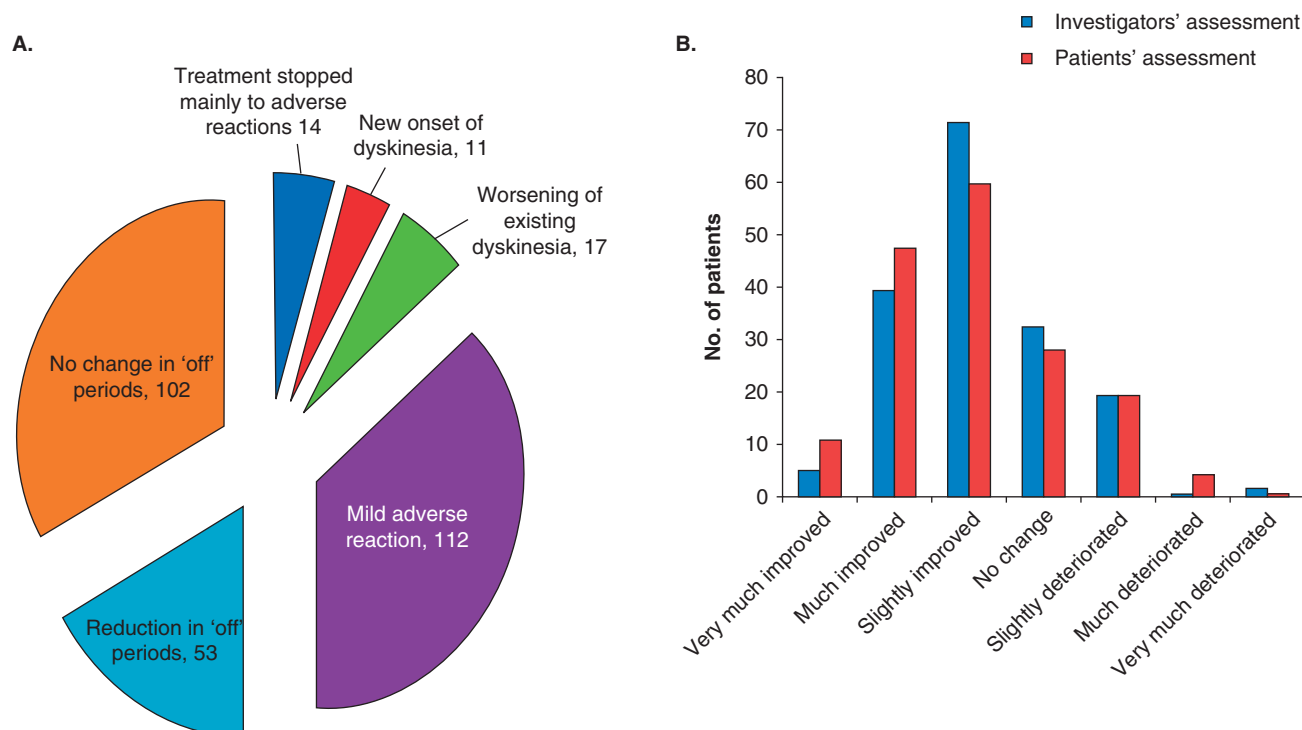 A.
Treatment stopped
mainly to adverse
reactions 14
New onset of
dyskinesia, 11
Worsening of
existing
dyskinesia, 17
No change in ‘off’
periods, 102
Mild adverse
reaction, 112
Reduction in ‘off’
periods, 53
B.
Investigators’ assessment
Patients’ assessment
No. of patients
80
70
60
50
40
30
20
10
0
Very much improved
Much improved
Slightly improved
No change
Slightly deteriorated
Much deteriorated
Very much deteriorated